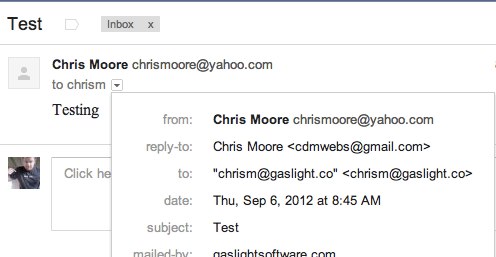 Test Inbox x
Chris Moore chrismoore@yahoo.com
to chrism
Testing
from: Chris Moore chrismoore@yahoo.com
reply-to: Chris Moore <cdmwebs@gmail.com>
to: "chrism@gaslight.co" <chrism@gaslight.co>
Click he
date: Thu, Sep 6, 2012 at 8:45 AM
subject: Test
mailed-by: gaslightsoftware.com